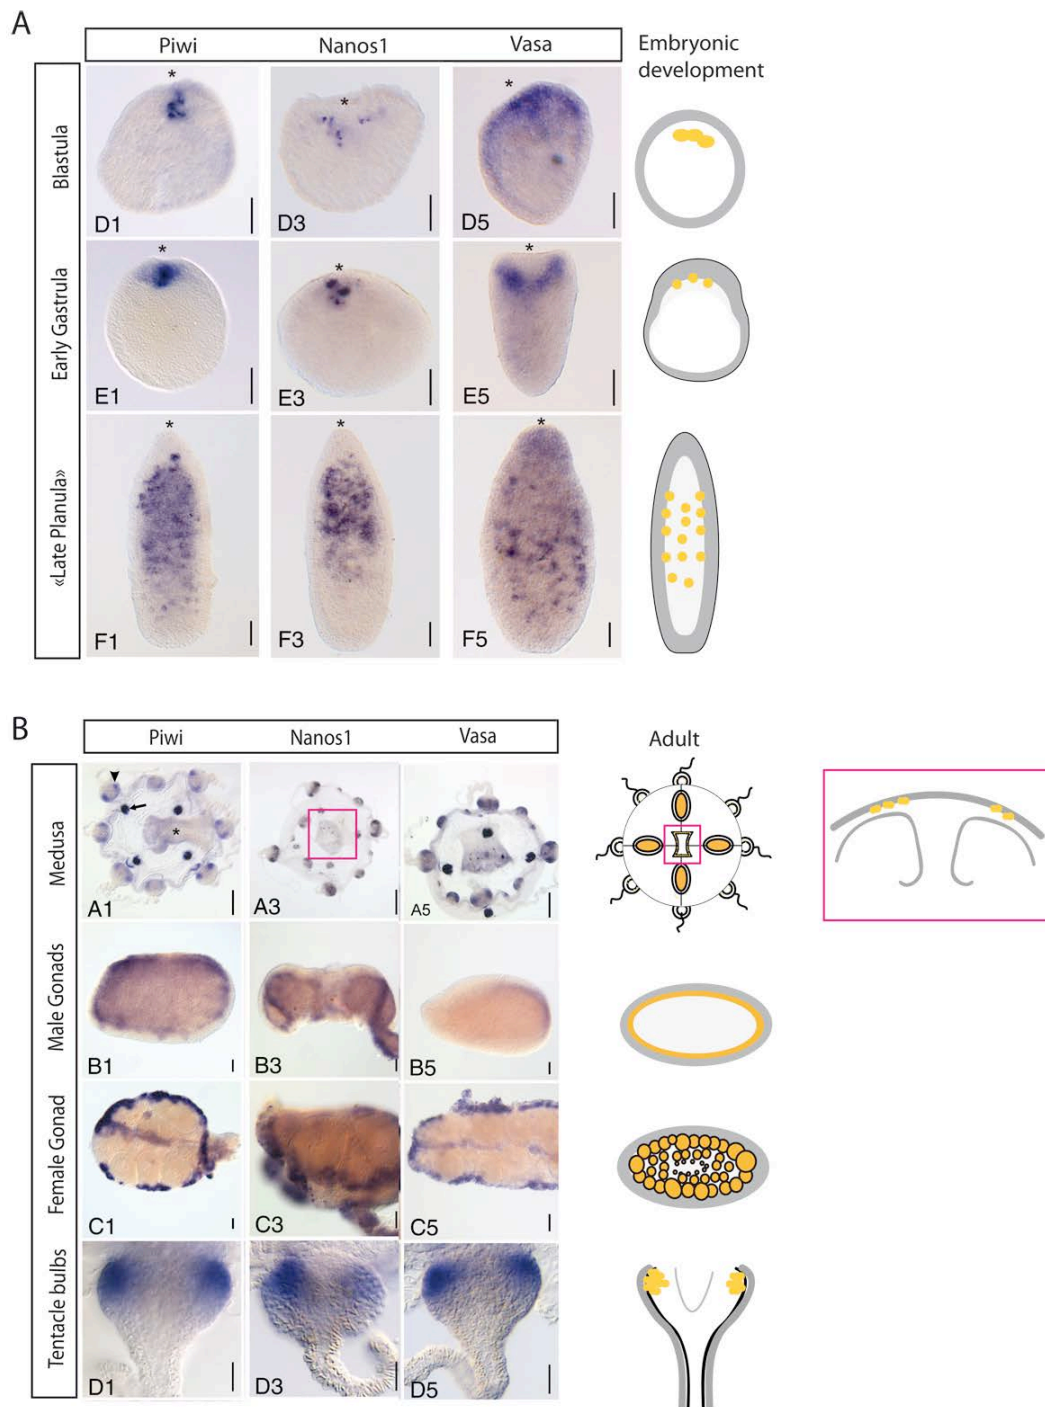 A
Piwi
Nanos1
Vasa
Embryonic
development
Blastula
*
*
*
D1
D3
D5
Early Gastrula
*
*
*
E1
E3
E5
«Late Planula»
*
*
*
F1
F3
F5
B
Piwi
Nanos1
Vasa
Adult
Medusa
*
A1
A3
A5
Male Gonads
B1
B3
B5
Female Gonad
C1
C3
C5
Tentacle bulbs
D1
D3
D5